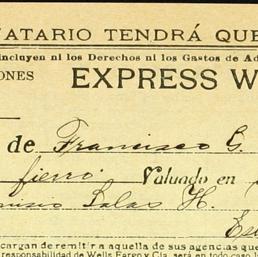 ATARIO TENDRÁ QUE
incluyen ni los Derechos ni los Gastos de Ad
ONES EXPRESS W
de Francisco G.
fierro. Valuado en
Salas H.
cargan de remitir a aquella de sus agencias que
responsabilidad de Wells Fargo y Cia. será en todo caso l